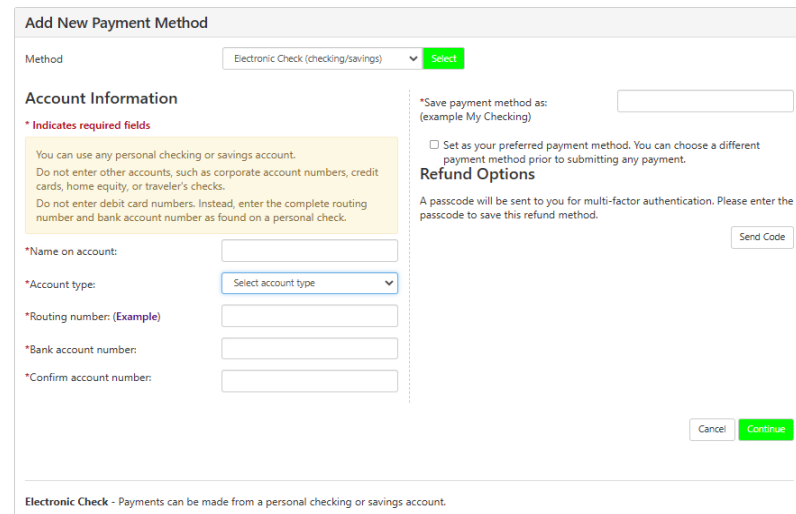 Add New Payment Method
Method
Electronic Check (checking/savings)
Select
Account Information
* Indicates required fields
You can use any personal checking or savings account.
Do not enter other accounts, such as corporate account numbers, credit
cards, home equity, or traveler's checks.
Do not enter debit card numbers. Instead, enter the complete routing
number and bank account number as found on a personal check.
*Name on account:
*Account type:
Select account type
*Routing number: (Example)
*Bank account number:
*Confirm account number:
*Save payment method as:
(example My Checking)
Set as your preferred payment method. You can choose a different
payment method prior to submitting any payment.
Refund Options
A passcode will be sent to you for multi-factor authentication. Please enter the
passcode to save this refund method.
Send Code
Cancel
Continue
Electronic Check - Payments can be made from a personal checking or savings account.